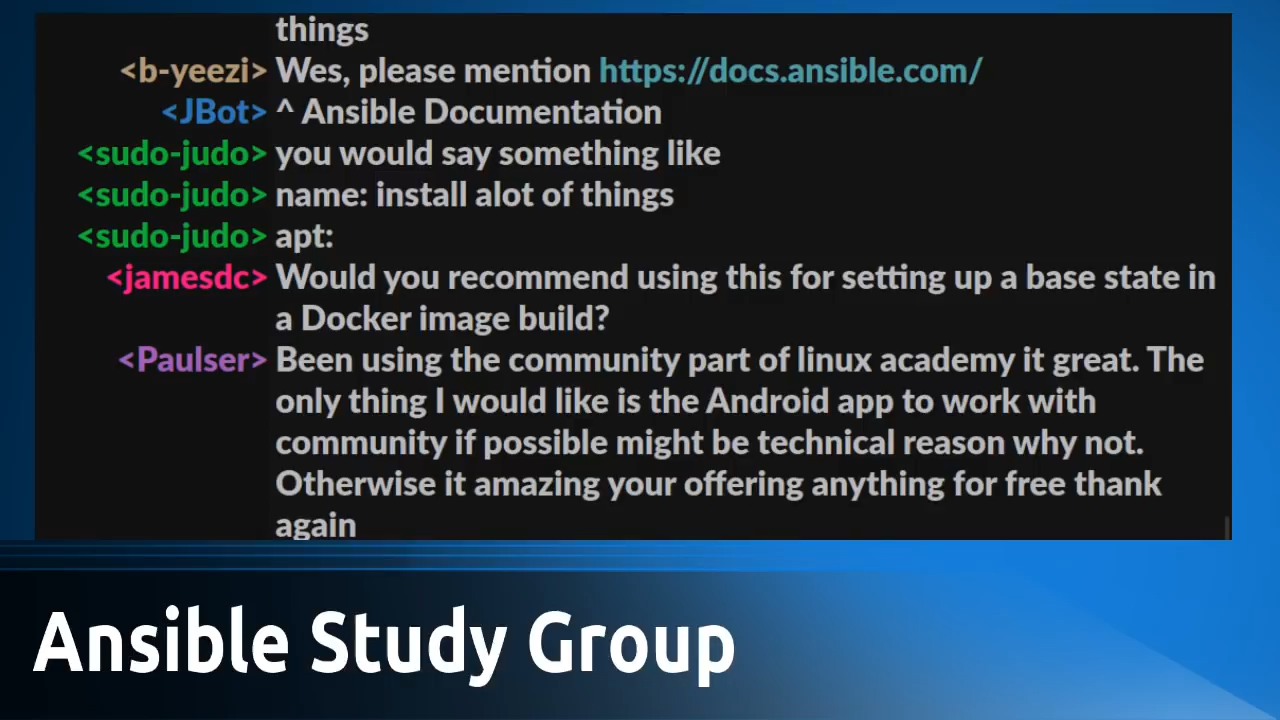 things
<b-yeezi> Wes, please mention https://docs.ansible.com/
<JBot> ^ Ansible Documentation
<sudo-judo> you would say something like
<sudo-judo> name: install alot of things
<sudo-judo> apt:
<jamesdc> Would you recommend using this for setting up a base state in
a Docker image build?
<Paulser> Been using the community part of linux academy it great. The
only thing I would like is the Android app to work with
community if possible might be technical reason why not.
Otherwise it amazing your offering anything for free thank
again
Ansible Study Group